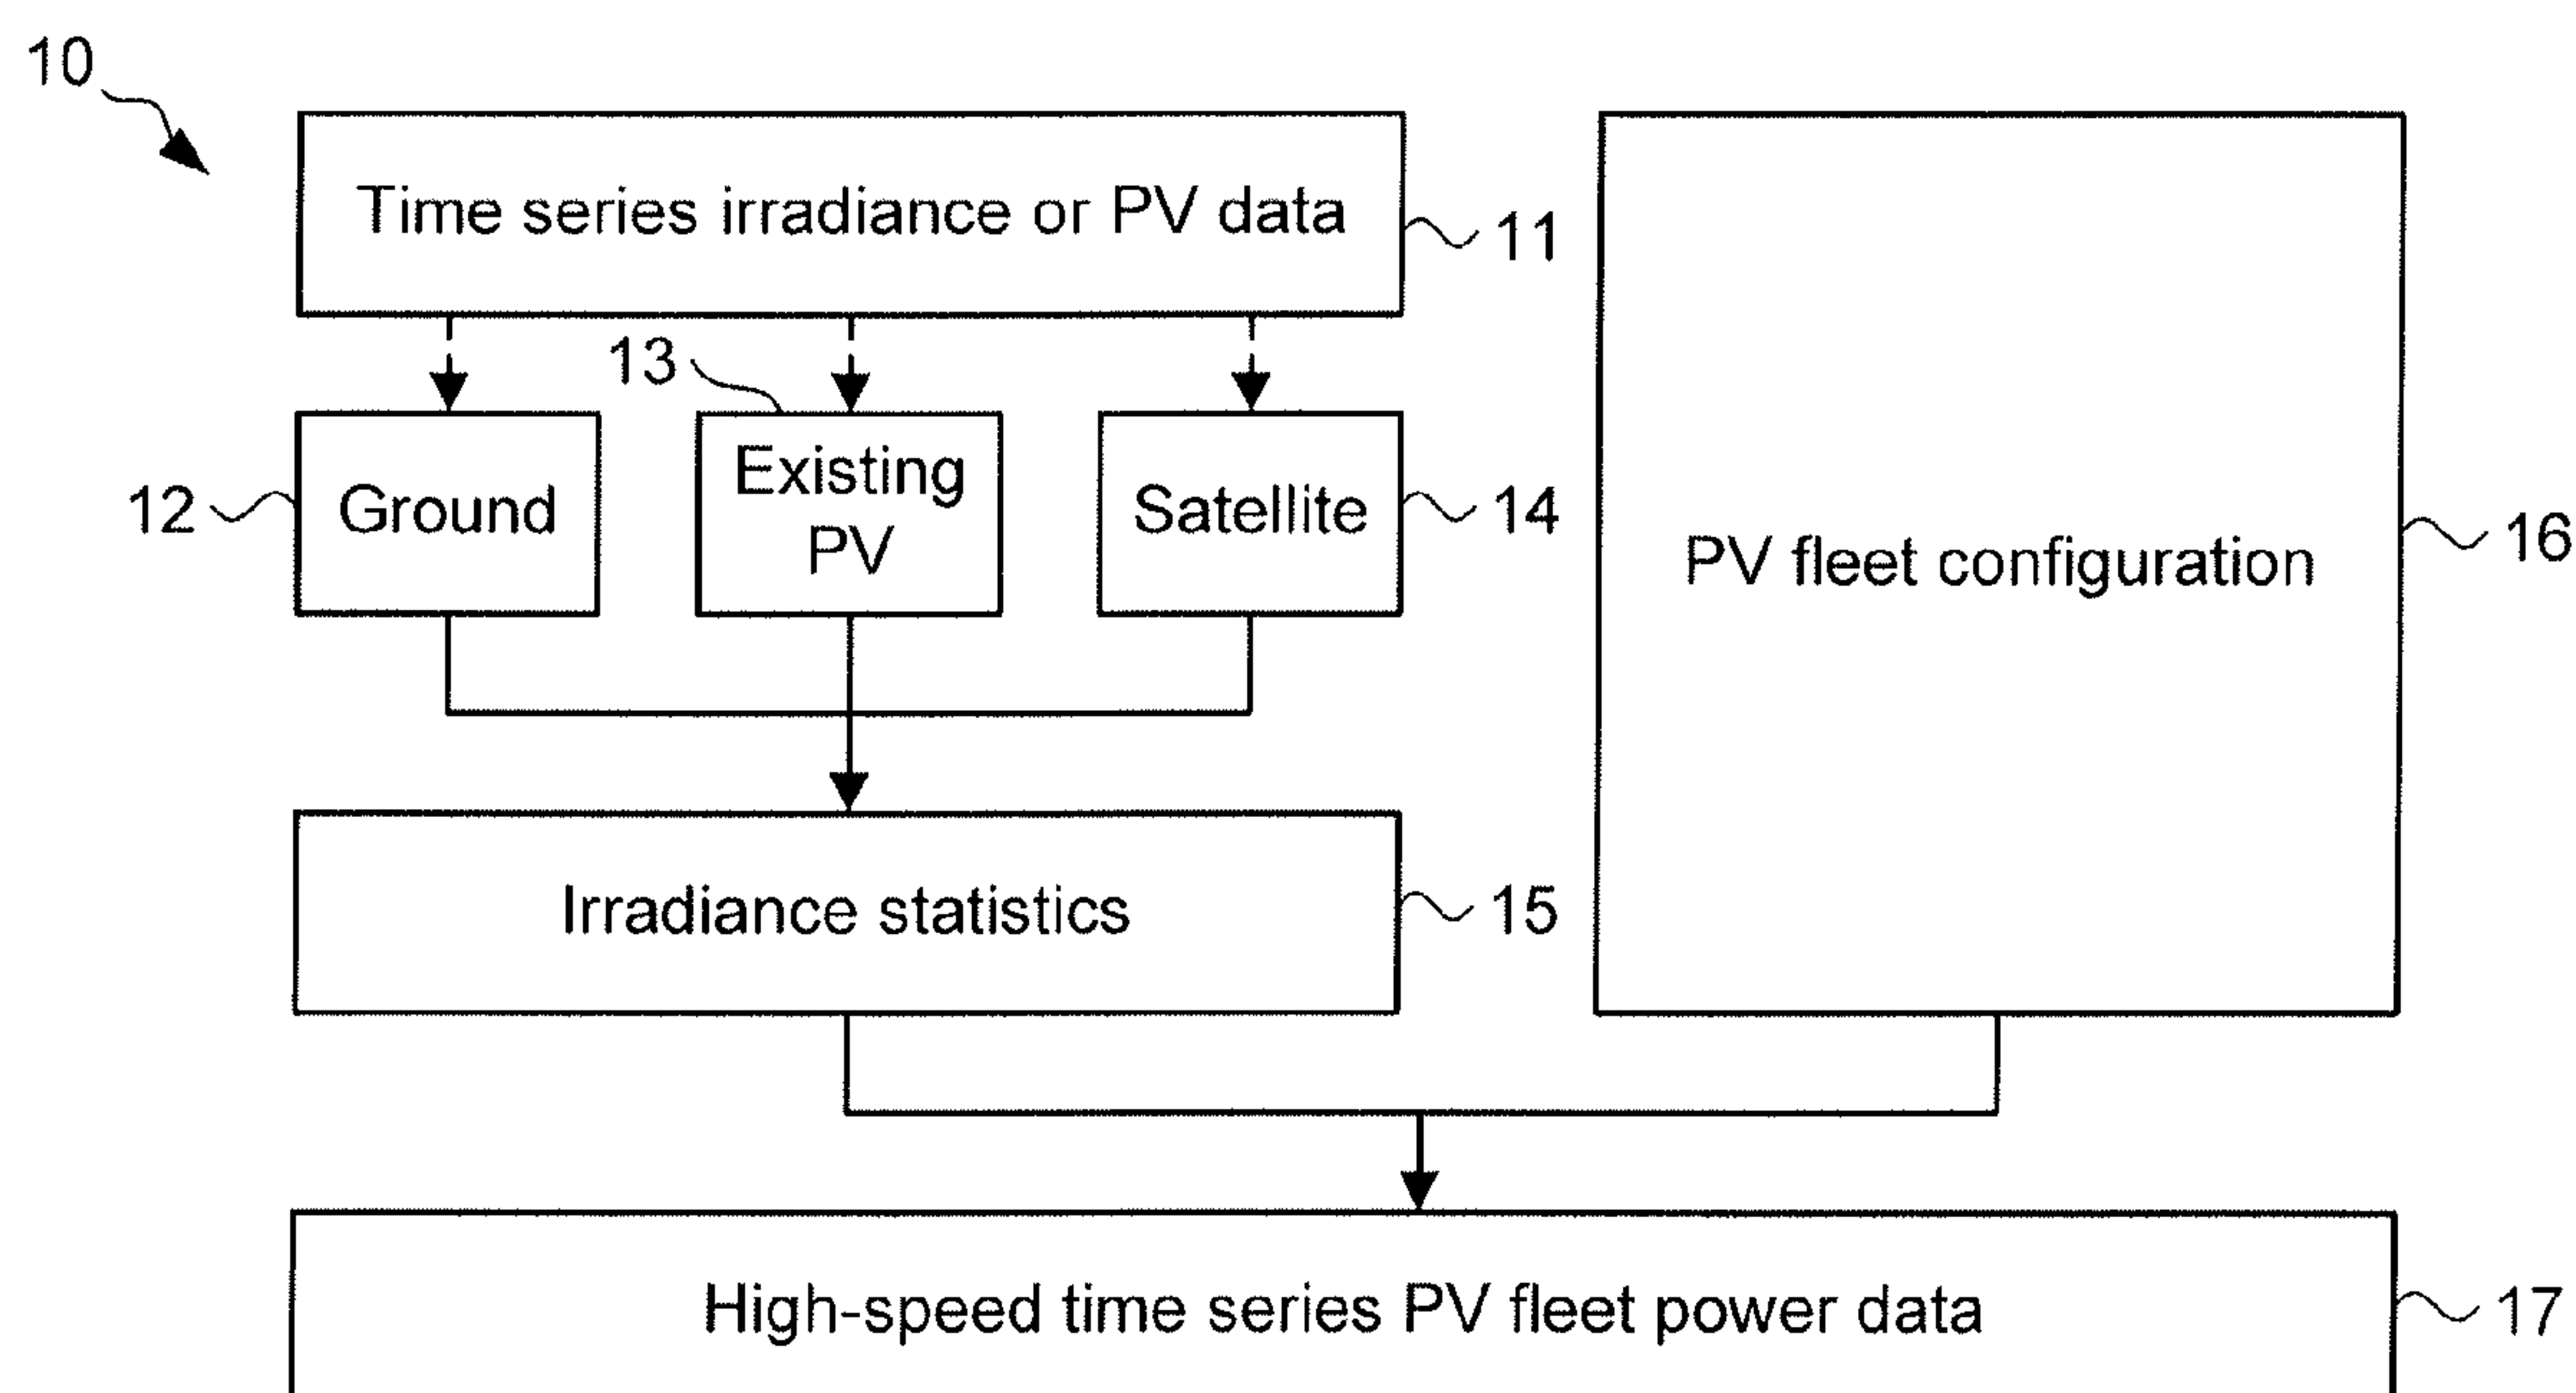 10
Time series irradiance or PV data
11
13
12
Ground
Existing
PV
Satellite
14
PV fleet configuration
16
Irradiance statistics
15
High-speed time series PV fleet power data
17